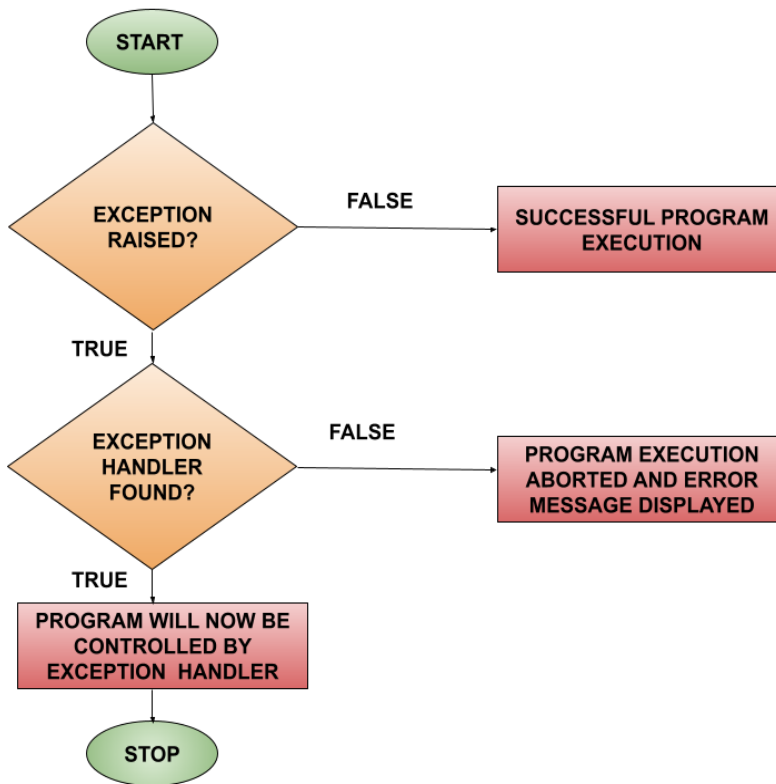 START
EXCEPTION
RAISED?
FALSE
SUCCESSFUL PROGRAM
EXECUTION
TRUE
EXCEPTION
HANDLER
FOUND?
FALSE
PROGRAM EXECUTION
ABORTED AND ERROR
MESSAGE DISPLAYED
TRUE
PROGRAM WILL NOW BE
CONTROLLED BY
EXCEPTION HANDLER
STOP